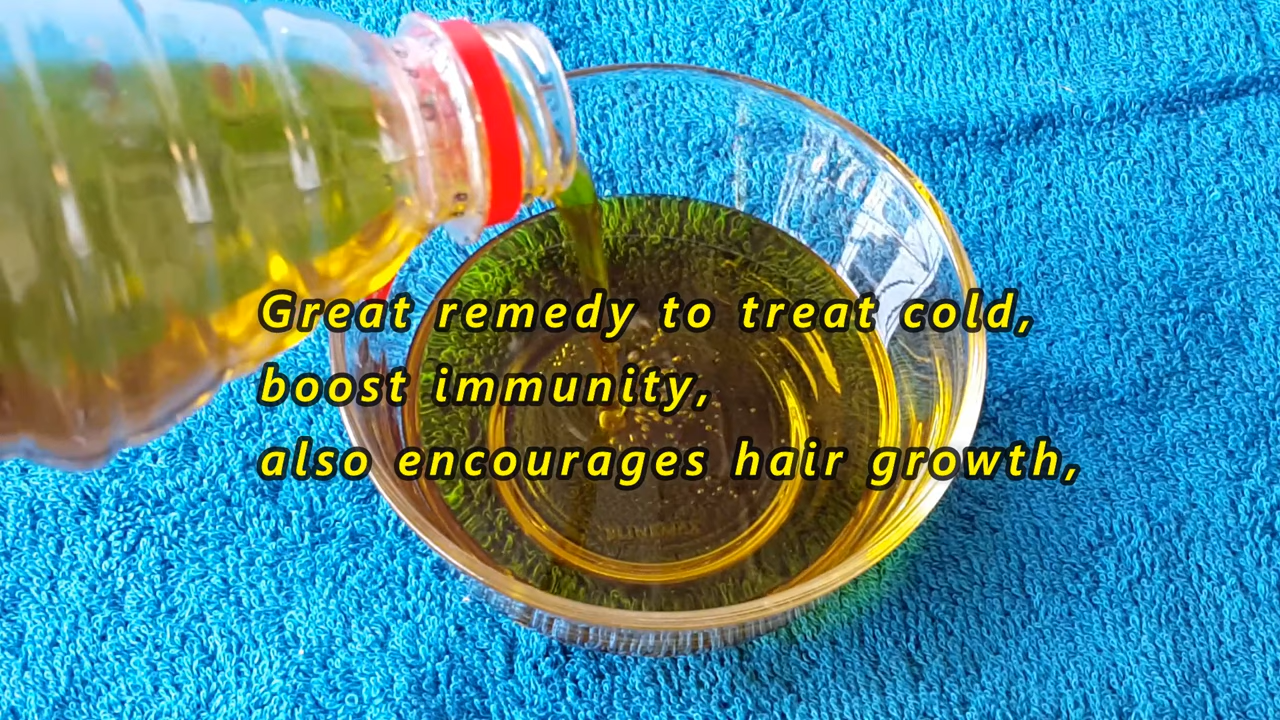 Great remedy to treat cold,
boost immunity,
also encourages hair growth,